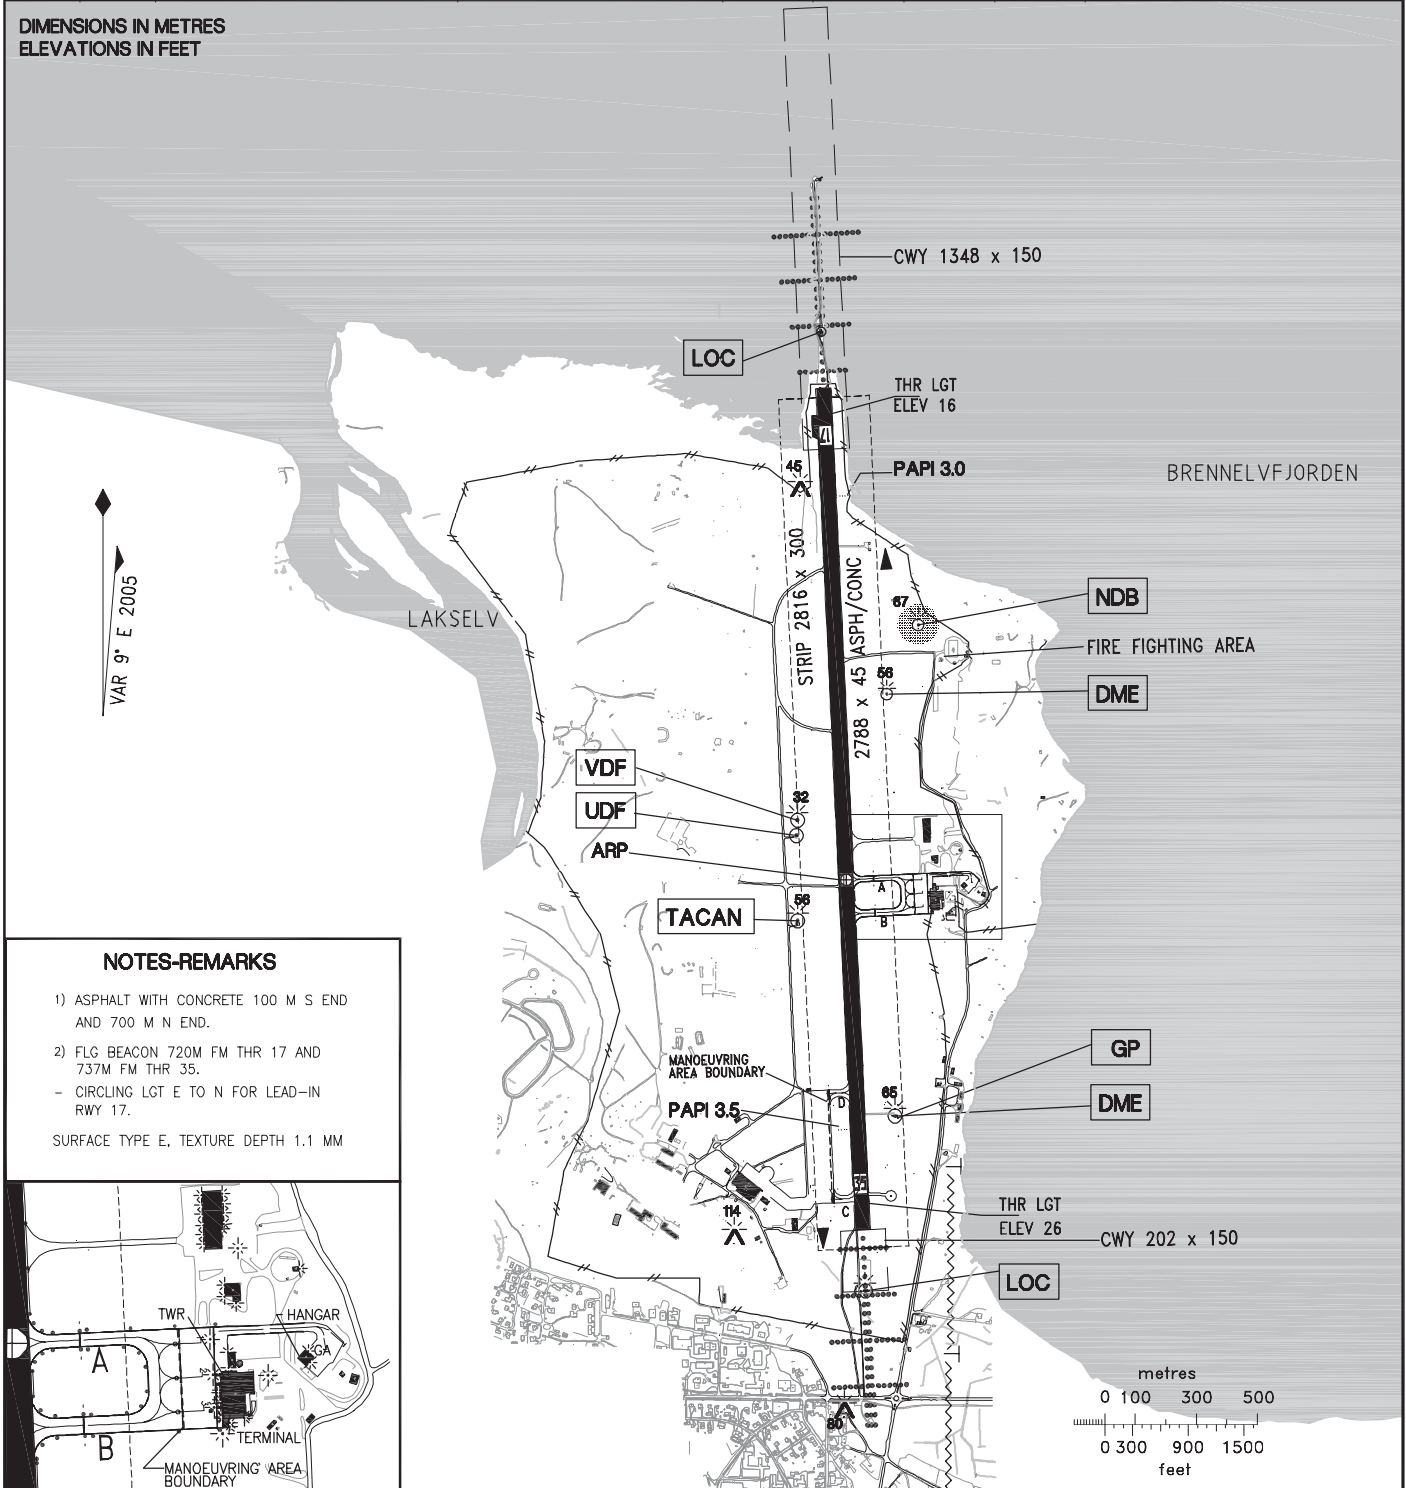 DIMENSIONS IN METRES
ELEVATIONS IN FEET
CWY 1348 x 150
LOC
THR LGT
ELEV 16
17
45
PAPI 3.0
BRENNELVFJORDEN
VAR 9° E 2005
LAKSELV
STRIP 2816 x 300
2788 x 45 ASPH/CONC
67
NDB
FIRE FIGHTING AREA
56
DME
VDF
32
UDF
ARP
A
56
TACAN
B
NOTES-REMARKS
1) ASPHALT WITH CONCRETE 100 M S END
AND 700 M N END.
2) FLG BEACON 720M FM THR 17 AND
737M FM THR 35.
- CIRCLING LGT E TO N FOR LEAD-IN
RWY 17.
SURFACE TYPE E, TEXTURE DEPTH 1.1 MM
MANOEUVRING
AREA BOUNDARY
GP
65
D
DME
PAPI 3.5
35
114
C
THR LGT
ELEV 26
CWY 202 x 150
LOC
80
TWR
HANGAR
GA
A
TERMINAL
B
MANOEUVRING AREA
BOUNDARY
metres
0 100 300 500
0 300 900 1500
feet